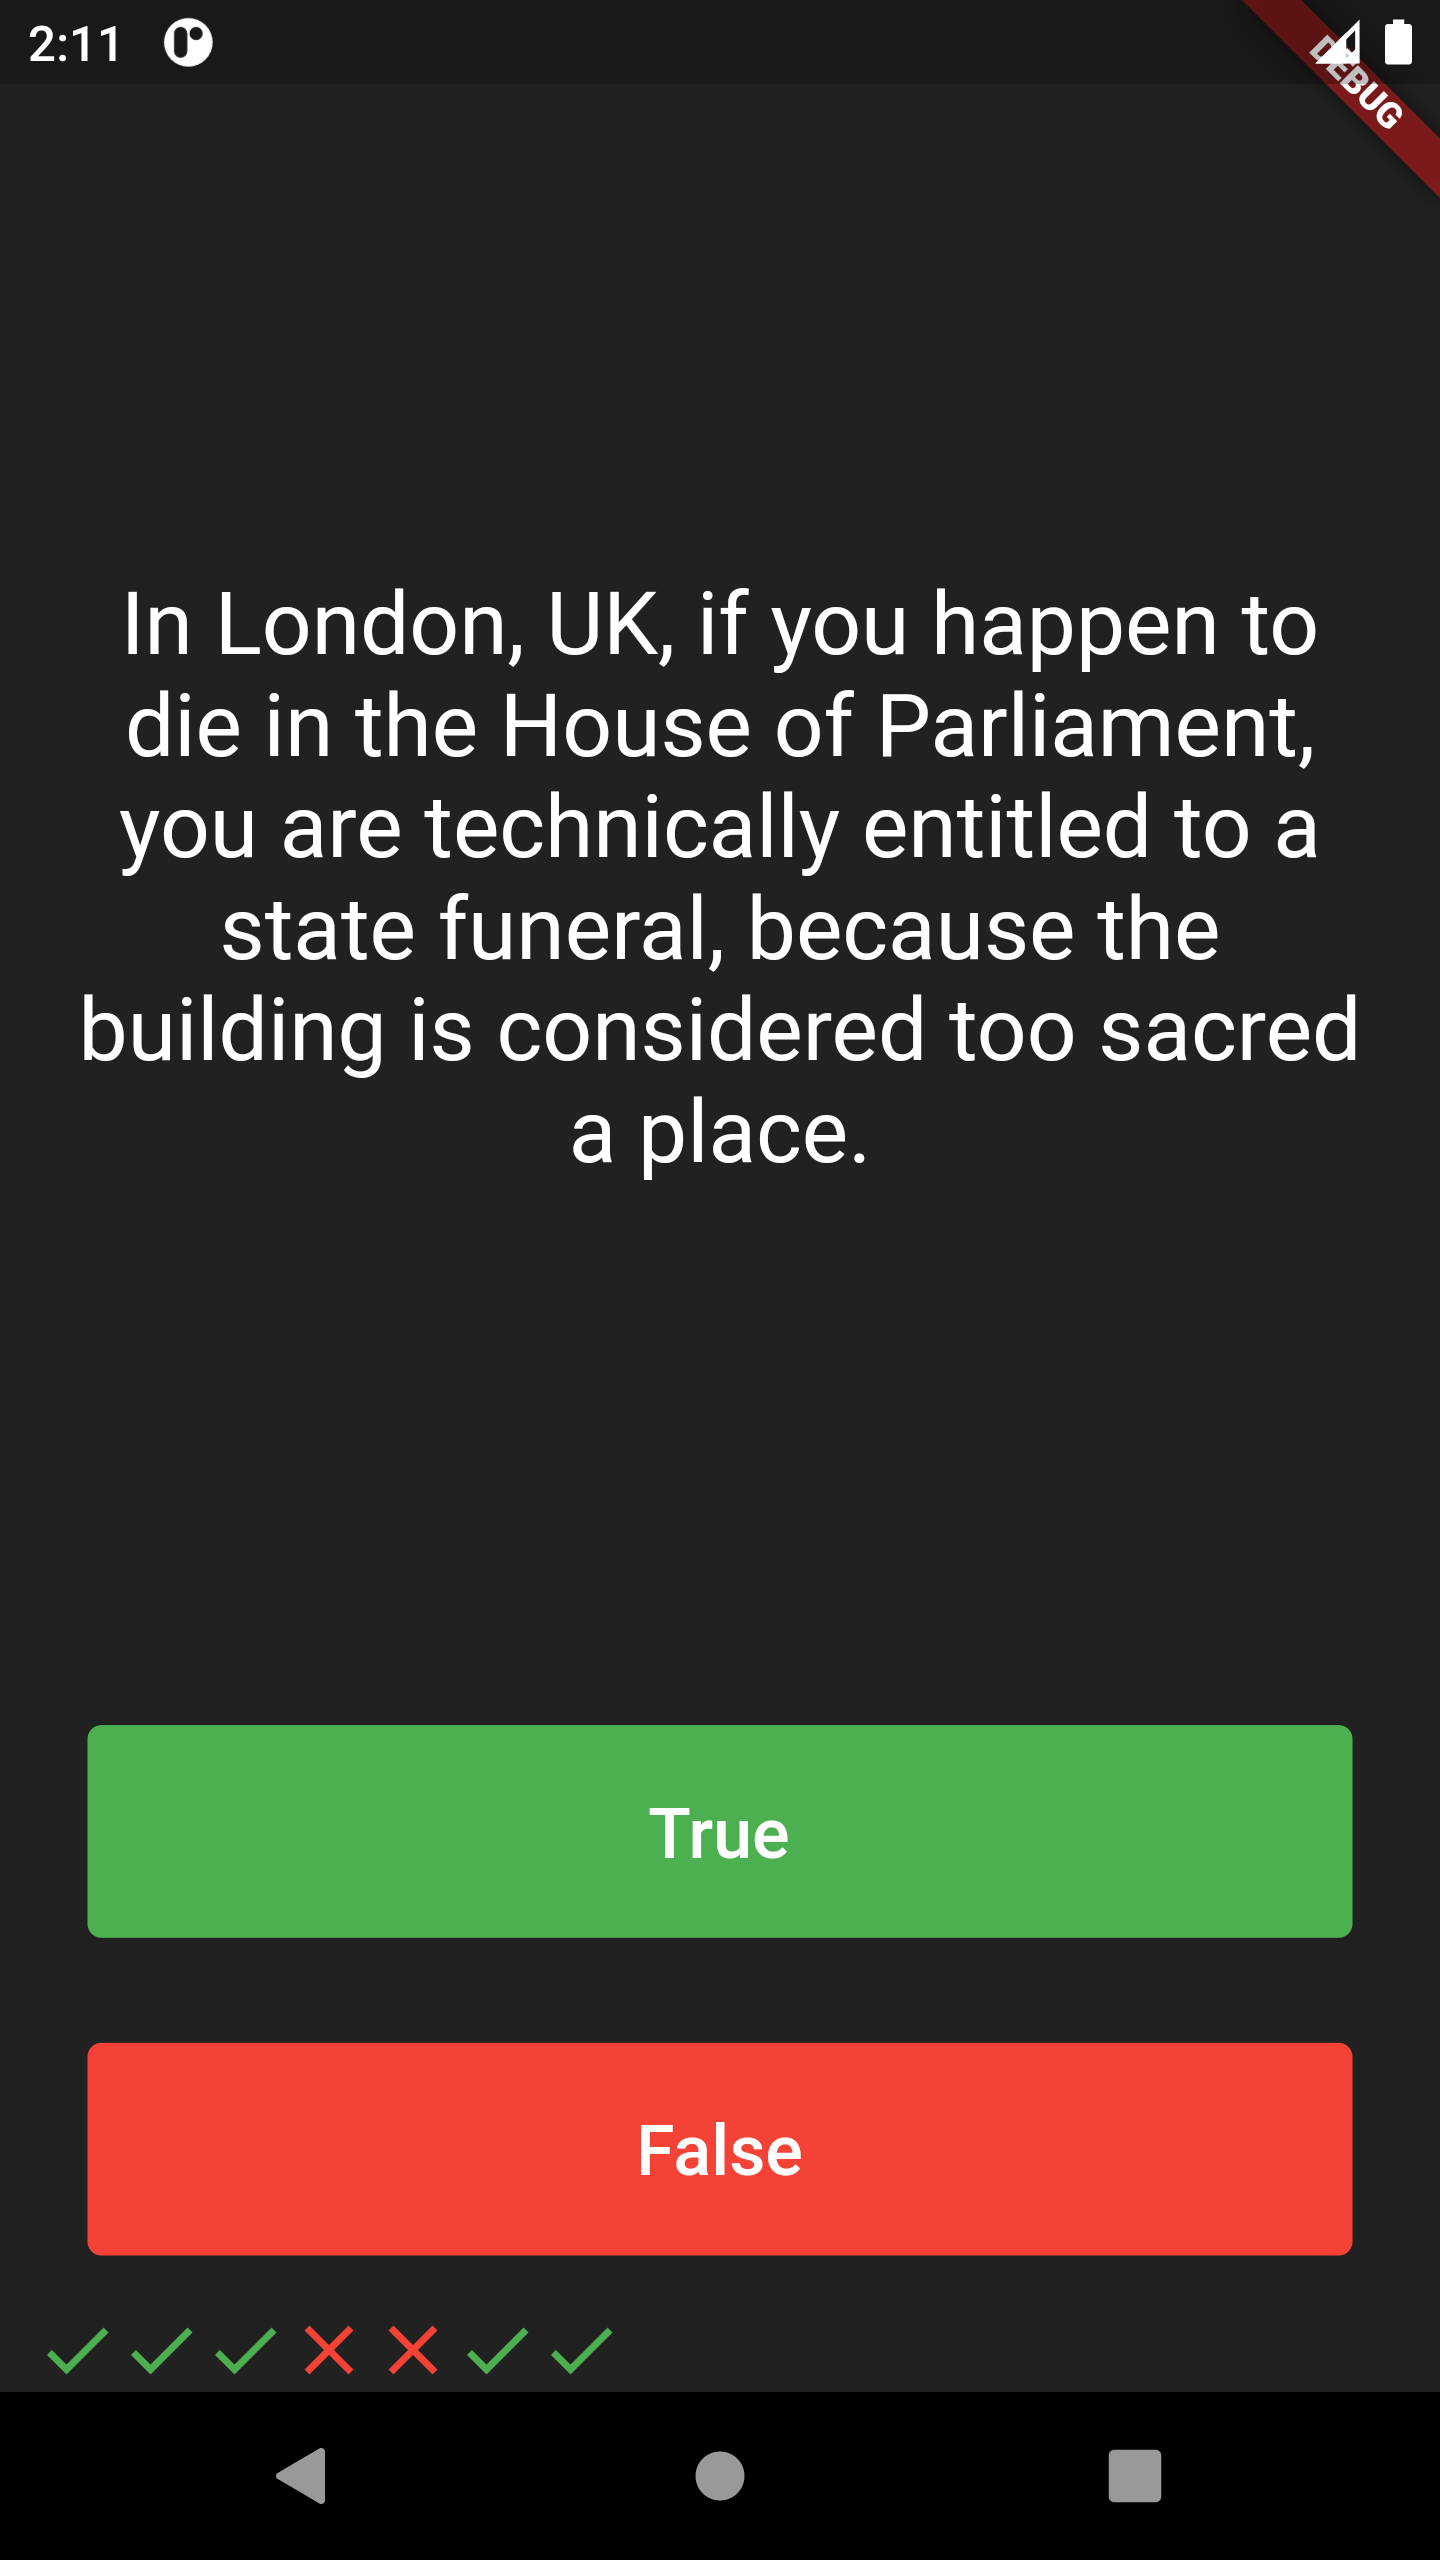 2:11
DEBUG
In London, UK, if you happen to
die in the House of Parliament,
you are technically entitled to a
state funeral, because the
building is considered too sacred
a place.
True
False